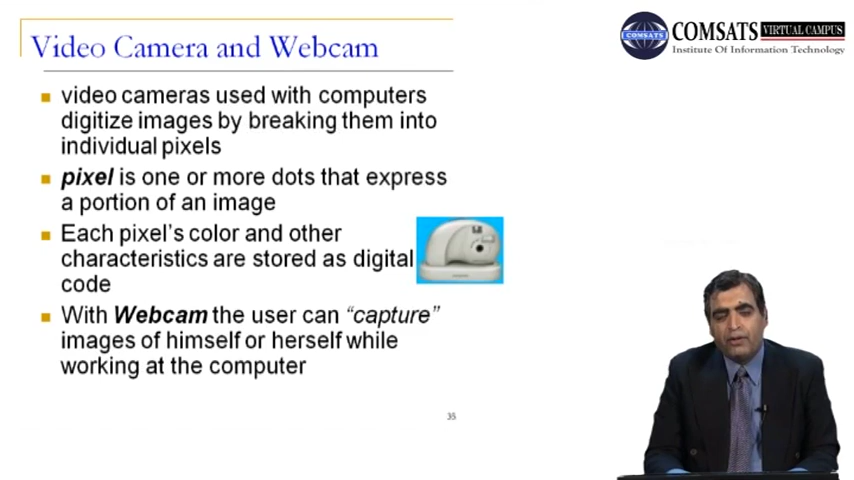 Video Camera and Webcam
COMSATS VIRTUAL CAMPUS
COMSATS
Institute Of Information Technology
video cameras used with computers
digitize images by breaking them into
individual pixels
pixel is one or more dots that express
a portion of an image
Each pixel's color and other
characteristics are stored as digital
code
With Webcam the user can "capture"
images of himself or herself while
working at the computer
35